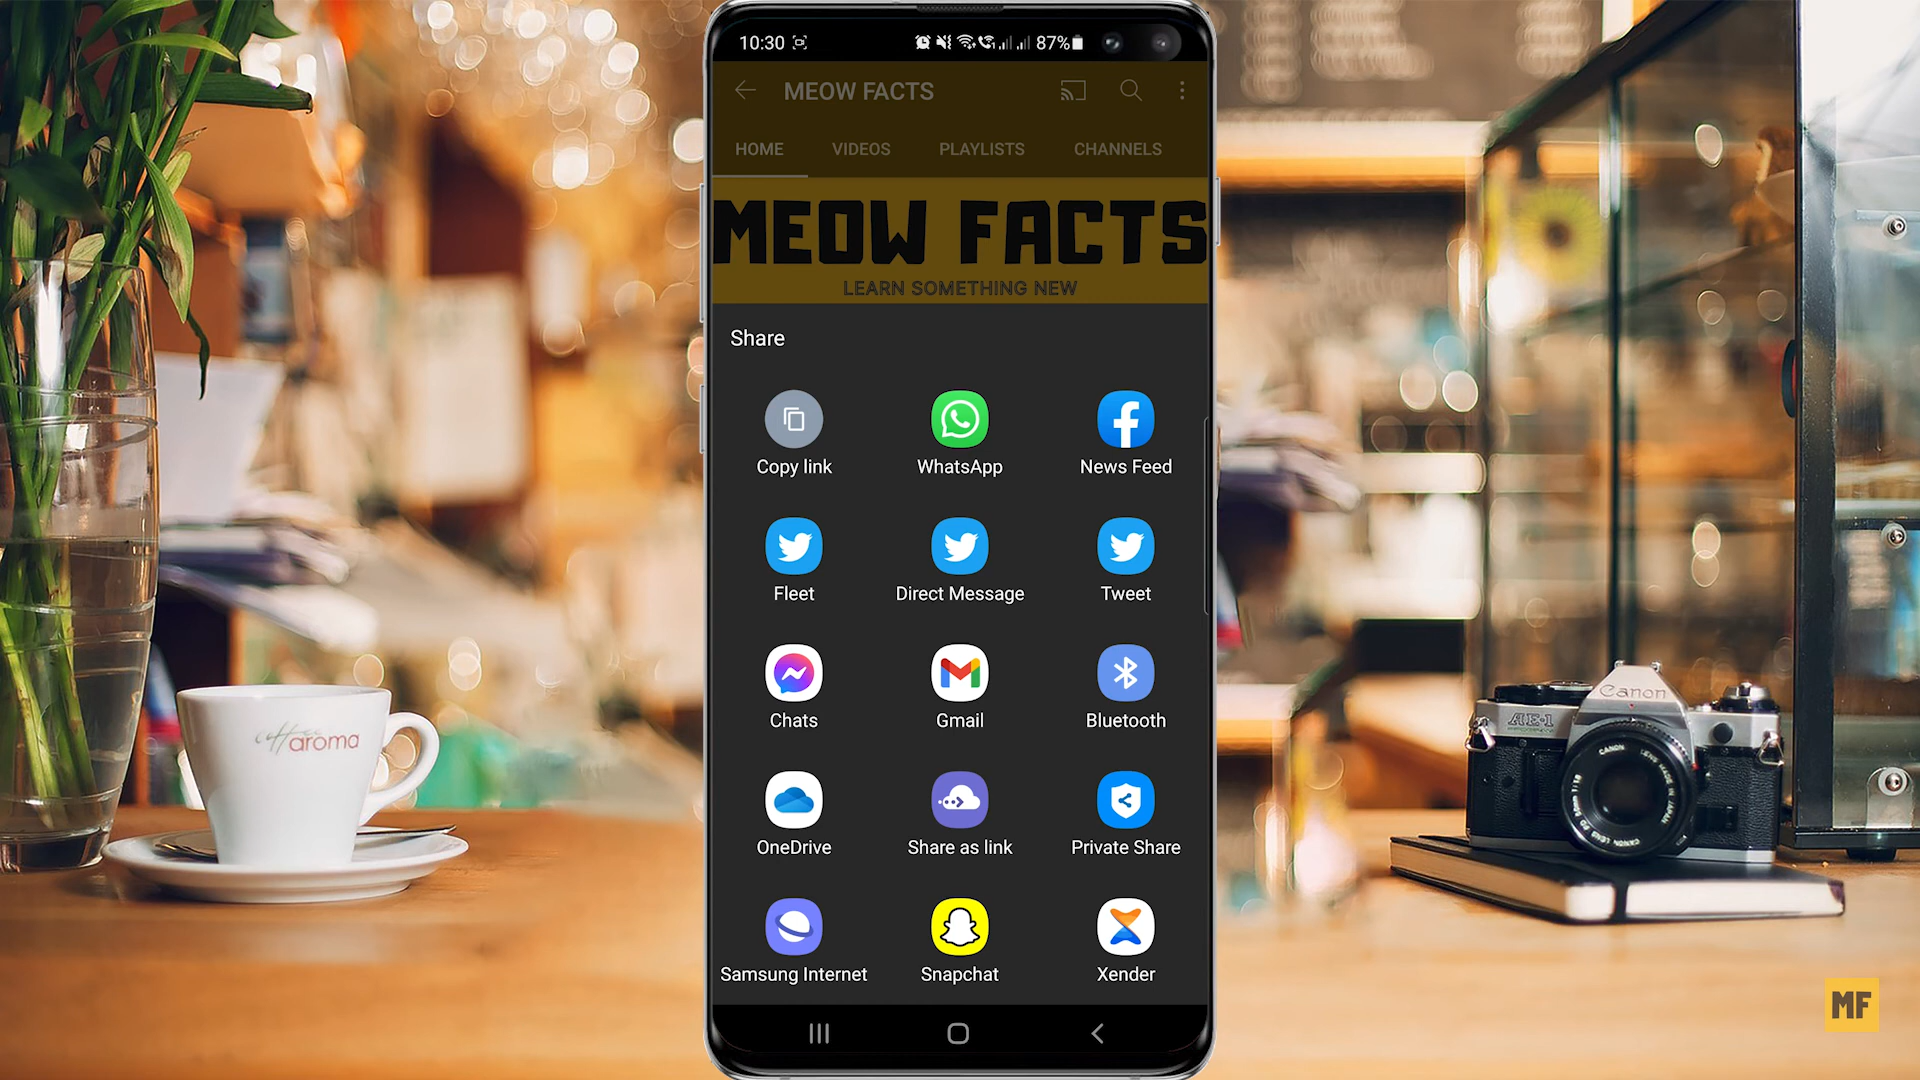 10:30 87%
MEOW FACTS
HOME VIDEOS PLAYLISTS CHANNELS
MEOW FACTS
LEARN SOMETHING NEW
Share
Copy link WhatsApp News Feed
Fleet Direct Message Tweet
Chats Gmail Bluetooth
OneDrive Share as link Private Share
Samsung Internet Snapchat Xender
aroma
Canon
AE-1
CANON
MF